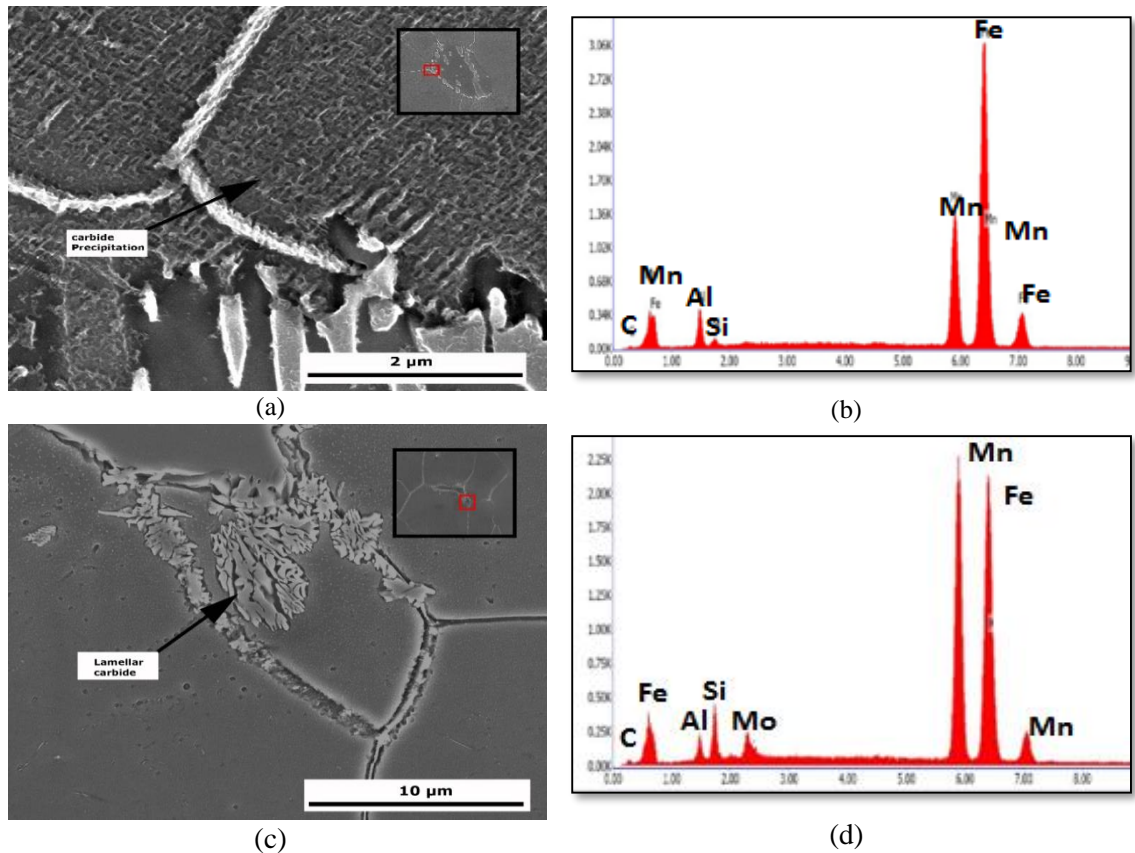 carbide
Precipitation
2 µm
(a)
3.06K
2.72K
2.38K
2.04K
1.70K
1.36K
1.02K
0.68K
0.34K
0.00K
Fe
Mn
Mn
Mn
Fe
Al
Si
C
Fe
Mn
0.00
1.00
2.00
3.00
4.00
5.00
6.00
7.00
8.00
(b)
Lamellar
carbide
10 µm
(c)
2.25K
2.00K
1.75K
1.50K
1.25K
1.00K
0.75K
0.50K
0.25K
0.00K
Mn
Fe
Fe
Si
Al
Mo
C
Mn
0.00
1.00
2.00
3.00
4.00
5.00
6.00
7.00
8.00
(d)